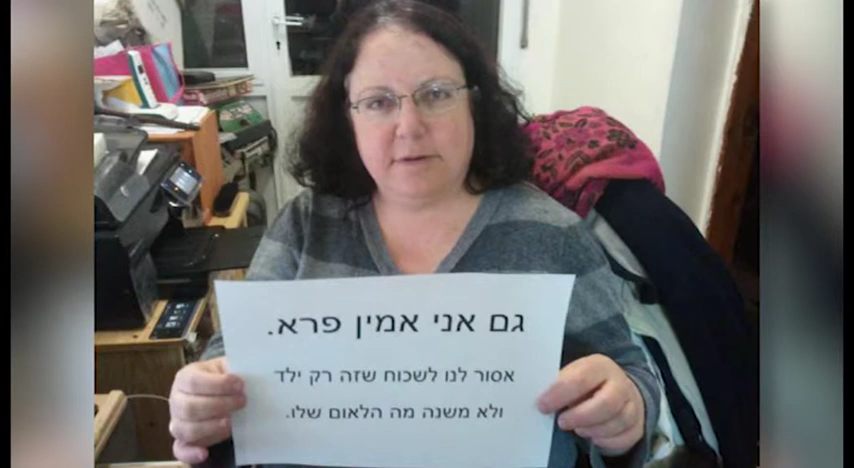 גם אני אמין פרא.
אסור לנו לשכוח שזה רק ילד
ולא משנה מה הלאום שלו.